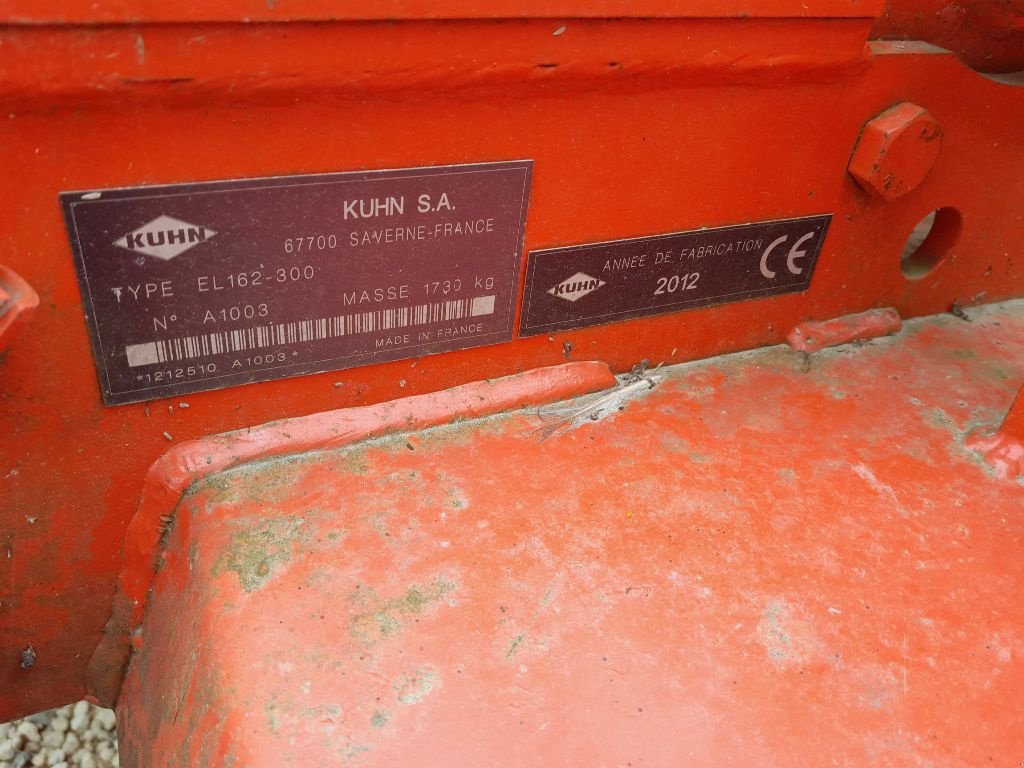 KUHN
KUHN S.A.
67700 SAVERNE-FRANCE
TYPE EL162-300
N° A1003
MASSE 1730 kg
MADE IN FRANCE
*1212510 A1003*
KUHN
ANNEE DE FABRICATION
2012
CE